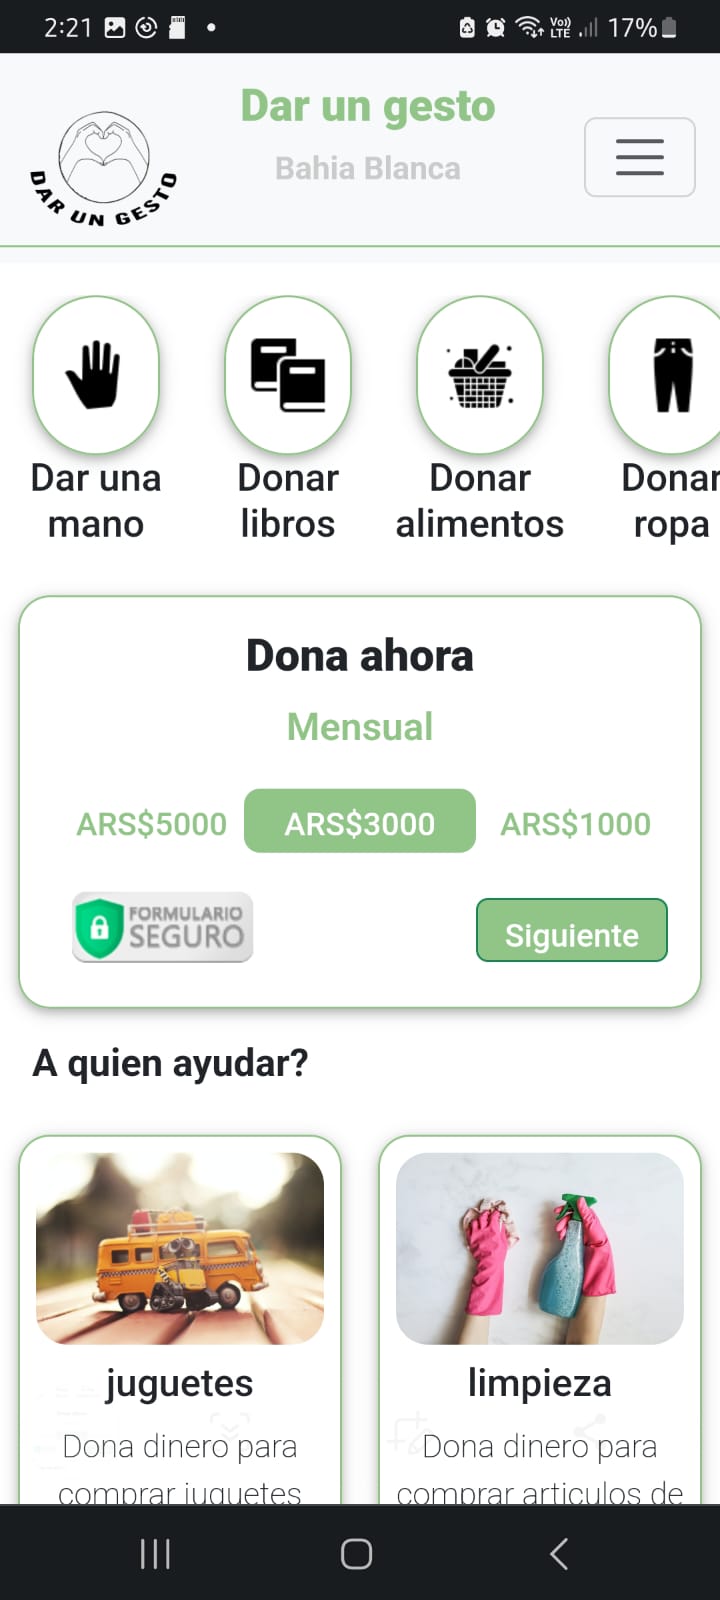 2:21
Vo))
LTE
17%
Dar un gesto
Bahia Blanca
DAR UN GESTO
Dar una
mano
Donar
libros
Donar
alimentos
Donar
ropa
Dona ahora
Mensual
ARS$5000
ARS$3000
ARS$1000
FORMULARIO
SEGURO
Siguiente
A quien ayudar?
juguetes
Dona dinero para
comprar juguetes
limpieza
Dona dinero para
comprar articulos de